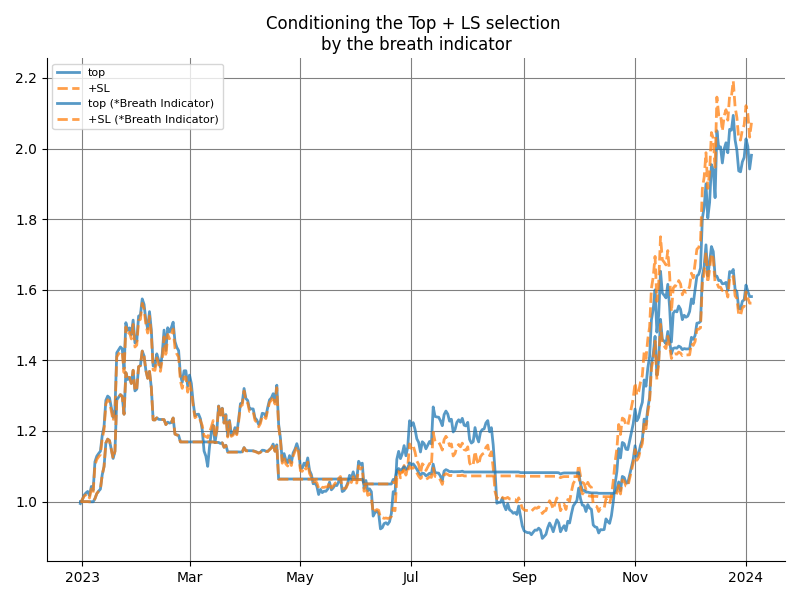 Conditioning the Top + LS selection
by the breath indicator
top
+SL
top (*Breath Indicator)
+SL (*Breath Indicator)
2.2
2.0
1.8
1.6
1.4
1.2
1.0
2023 Mar May Jul Sep Nov 2024